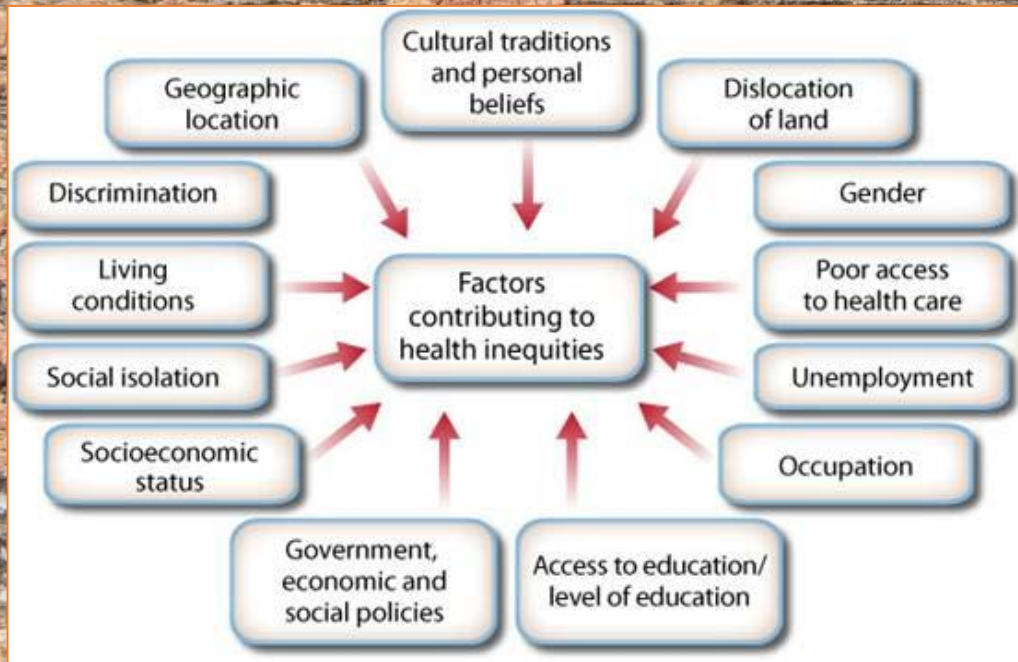 Cultural traditions
and personal
beliefs
Geographic
location
Dislocation
of land
Discrimination
Gender
Living
conditions
Factors
contributing to
health inequities
Poor access
to health care
Social isolation
Unemployment
Socioeconomic
status
Occupation
Government,
economic and
social policies
Access to education/
level of education